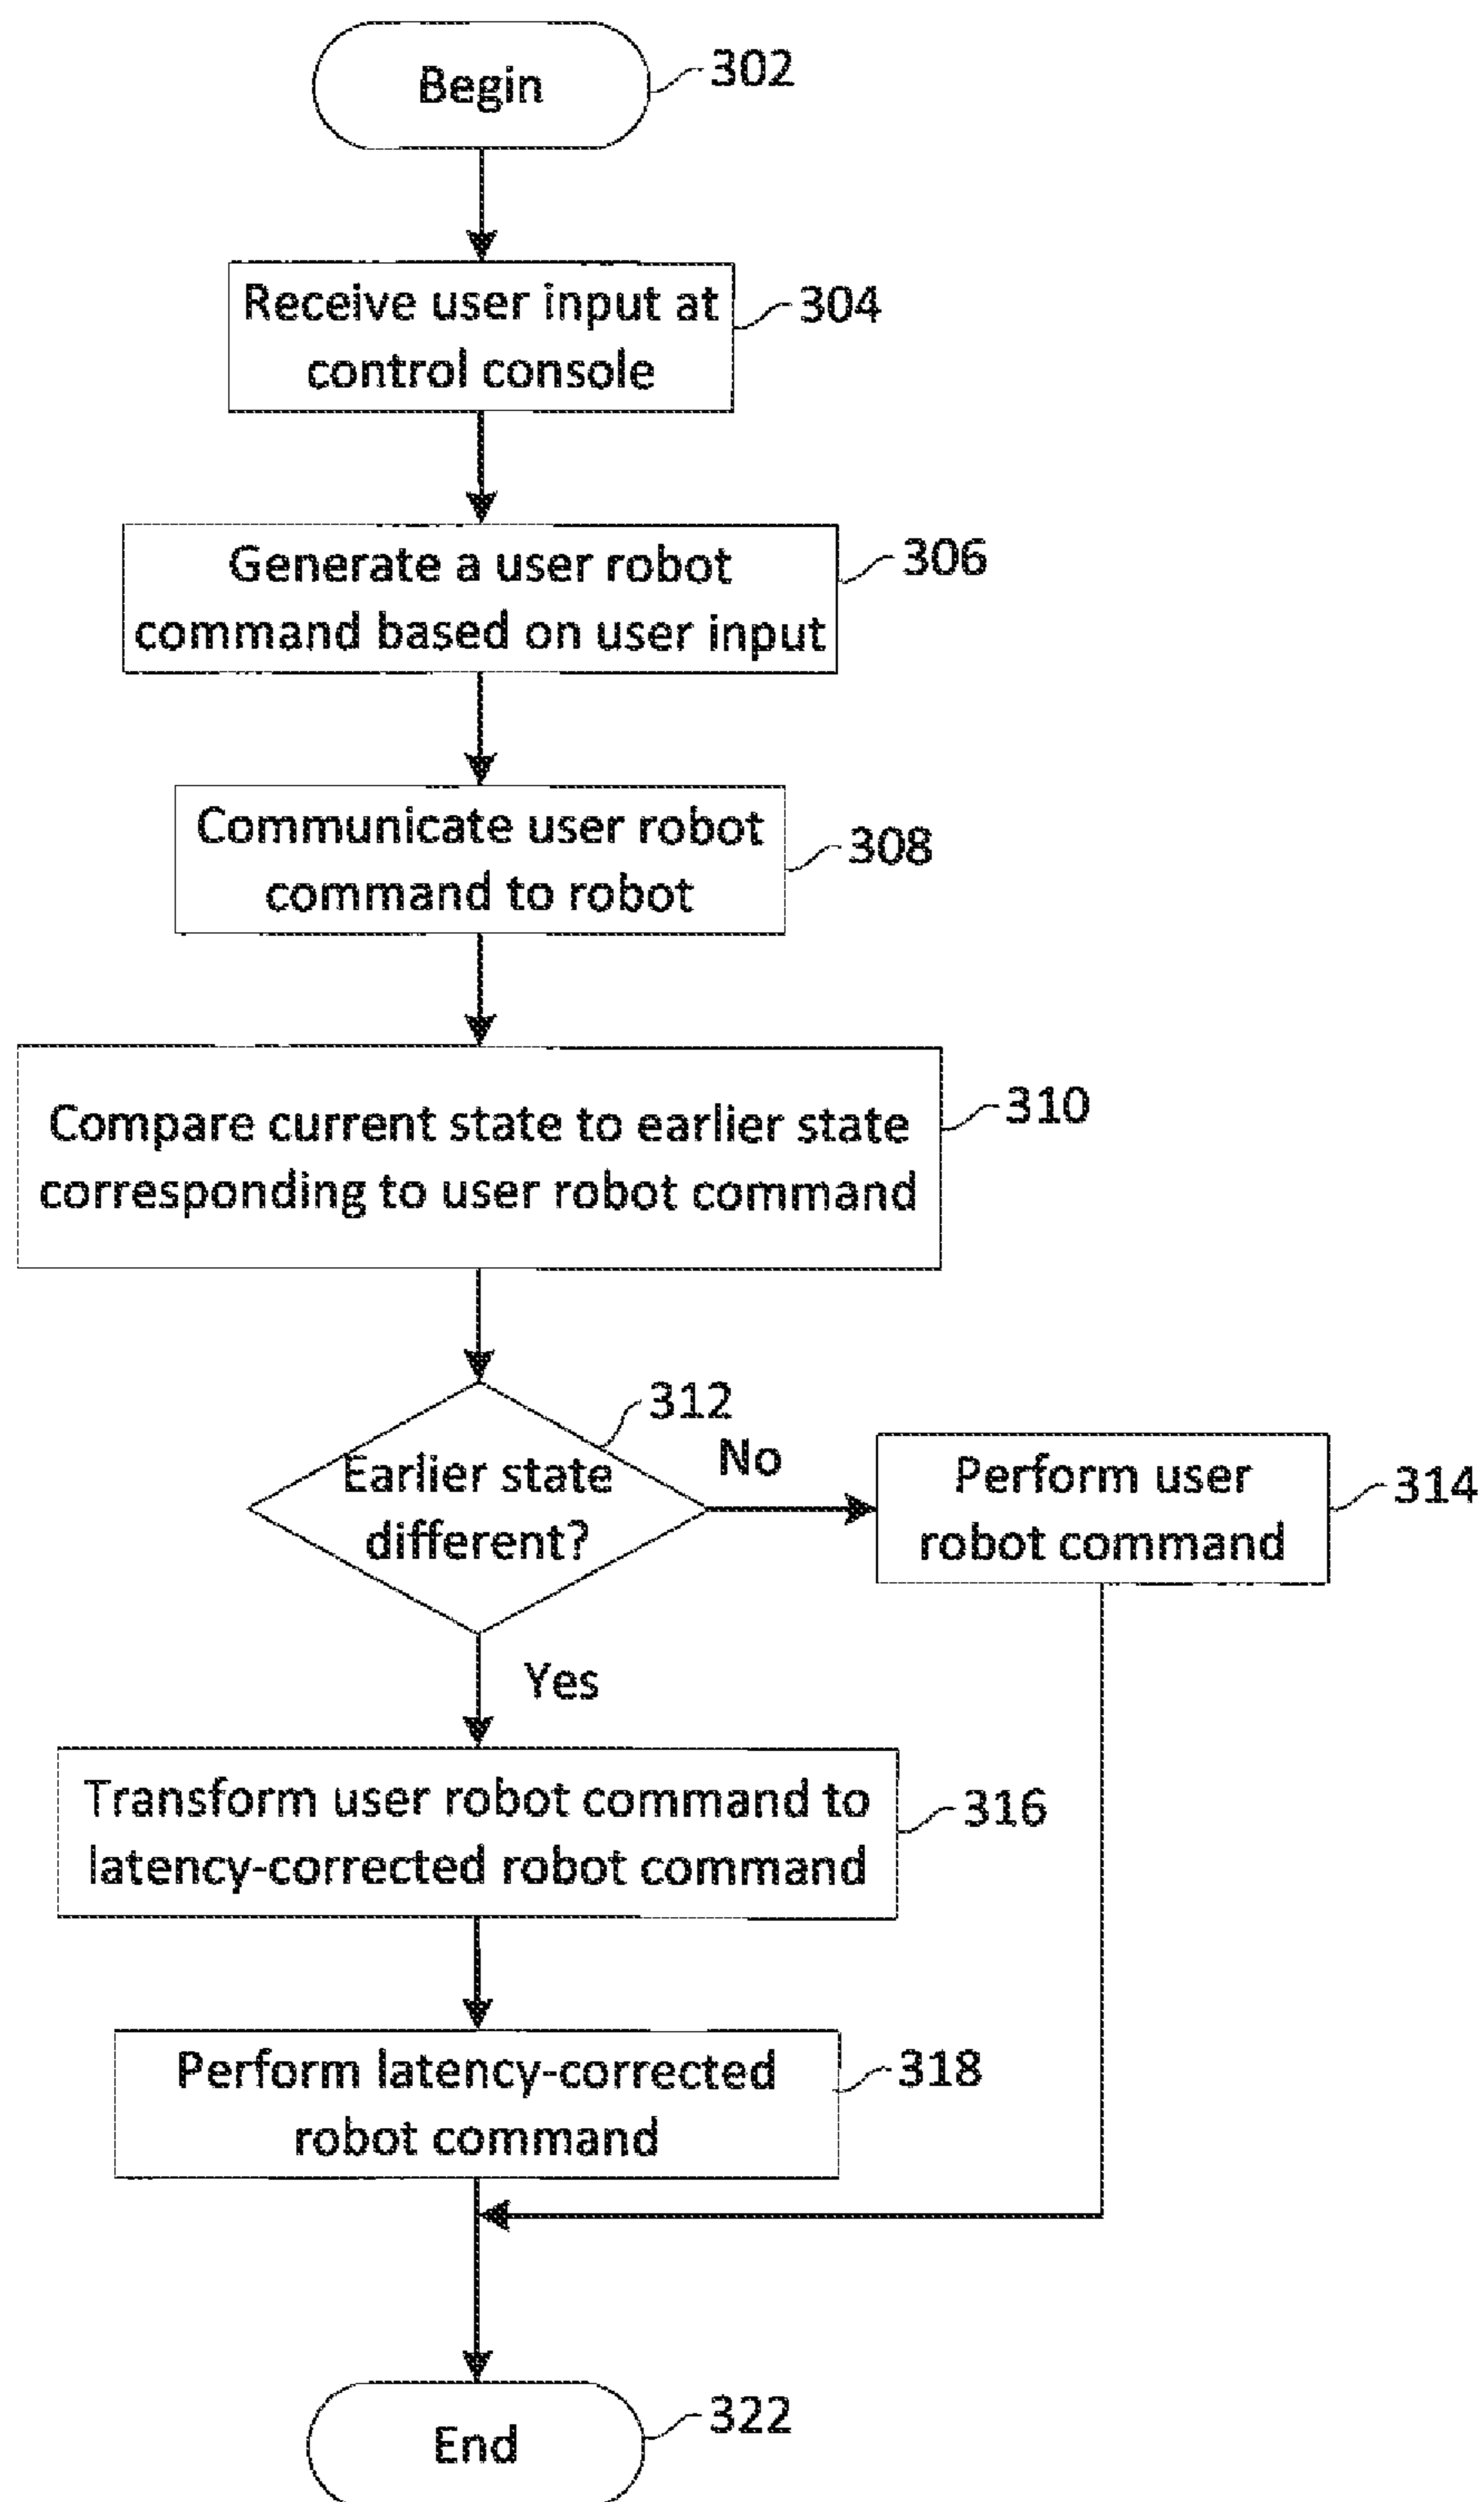 Begin
302
Receive user input at
control console
304
Generate a user robot
command based on user input
306
Communicate user robot
command to robot
308
Compare current state to earlier state
corresponding to user robot command
310
Earlier state
different?
312
No
Perform user
robot command
314
Yes
Transform user robot command to
latency-corrected robot command
316
Perform latency-corrected
robot command
318
End
322